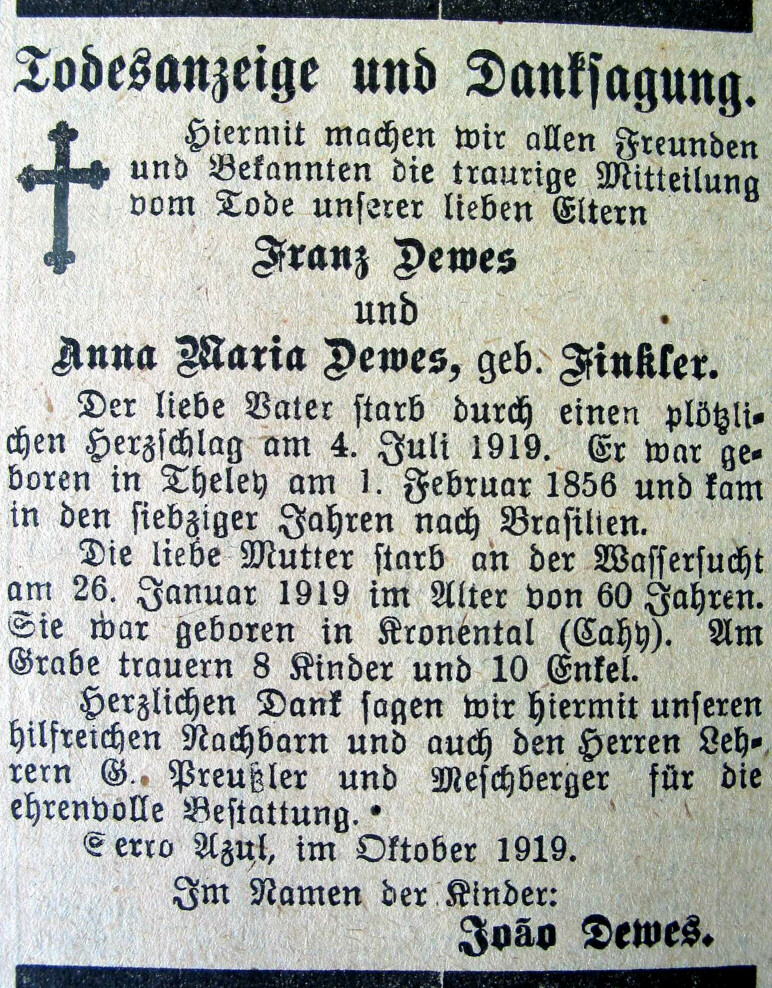 Todesanzeige und Danksagung.
Hiermit machen wir allen Freunden
und Bekannten die traurige Mitteilung
vom Tode unserer lieben Eltern
Franz Dewes
und
Anna Maria Dewes, geb. Finkler.
Der liebe Vater starb durch einen plötzli-
chen Herzschlag am 4. Juli 1919. Er war ge-
boren in Theley am 1. Februar 1856 und kam
in den siebziger Jahren nach Brasilien.
Die liebe Mutter starb an der Wassersucht
am 26. Januar 1919 im Alter von 60 Jahren.
Sie war geboren in Kronental (Cahy). Am
Grabe trauern 8 Kinder und 10 Enkel.
Herzlichen Dank sagen wir hiermit unseren
hilfreichen Nachbarn und auch den Herren Leh-
rern G. Preußler und Meschberger für die
ehrenvolle Bestattung.
Serro Azul, im Oktober 1919.
Im Namen der Kinder:
João Dewes.